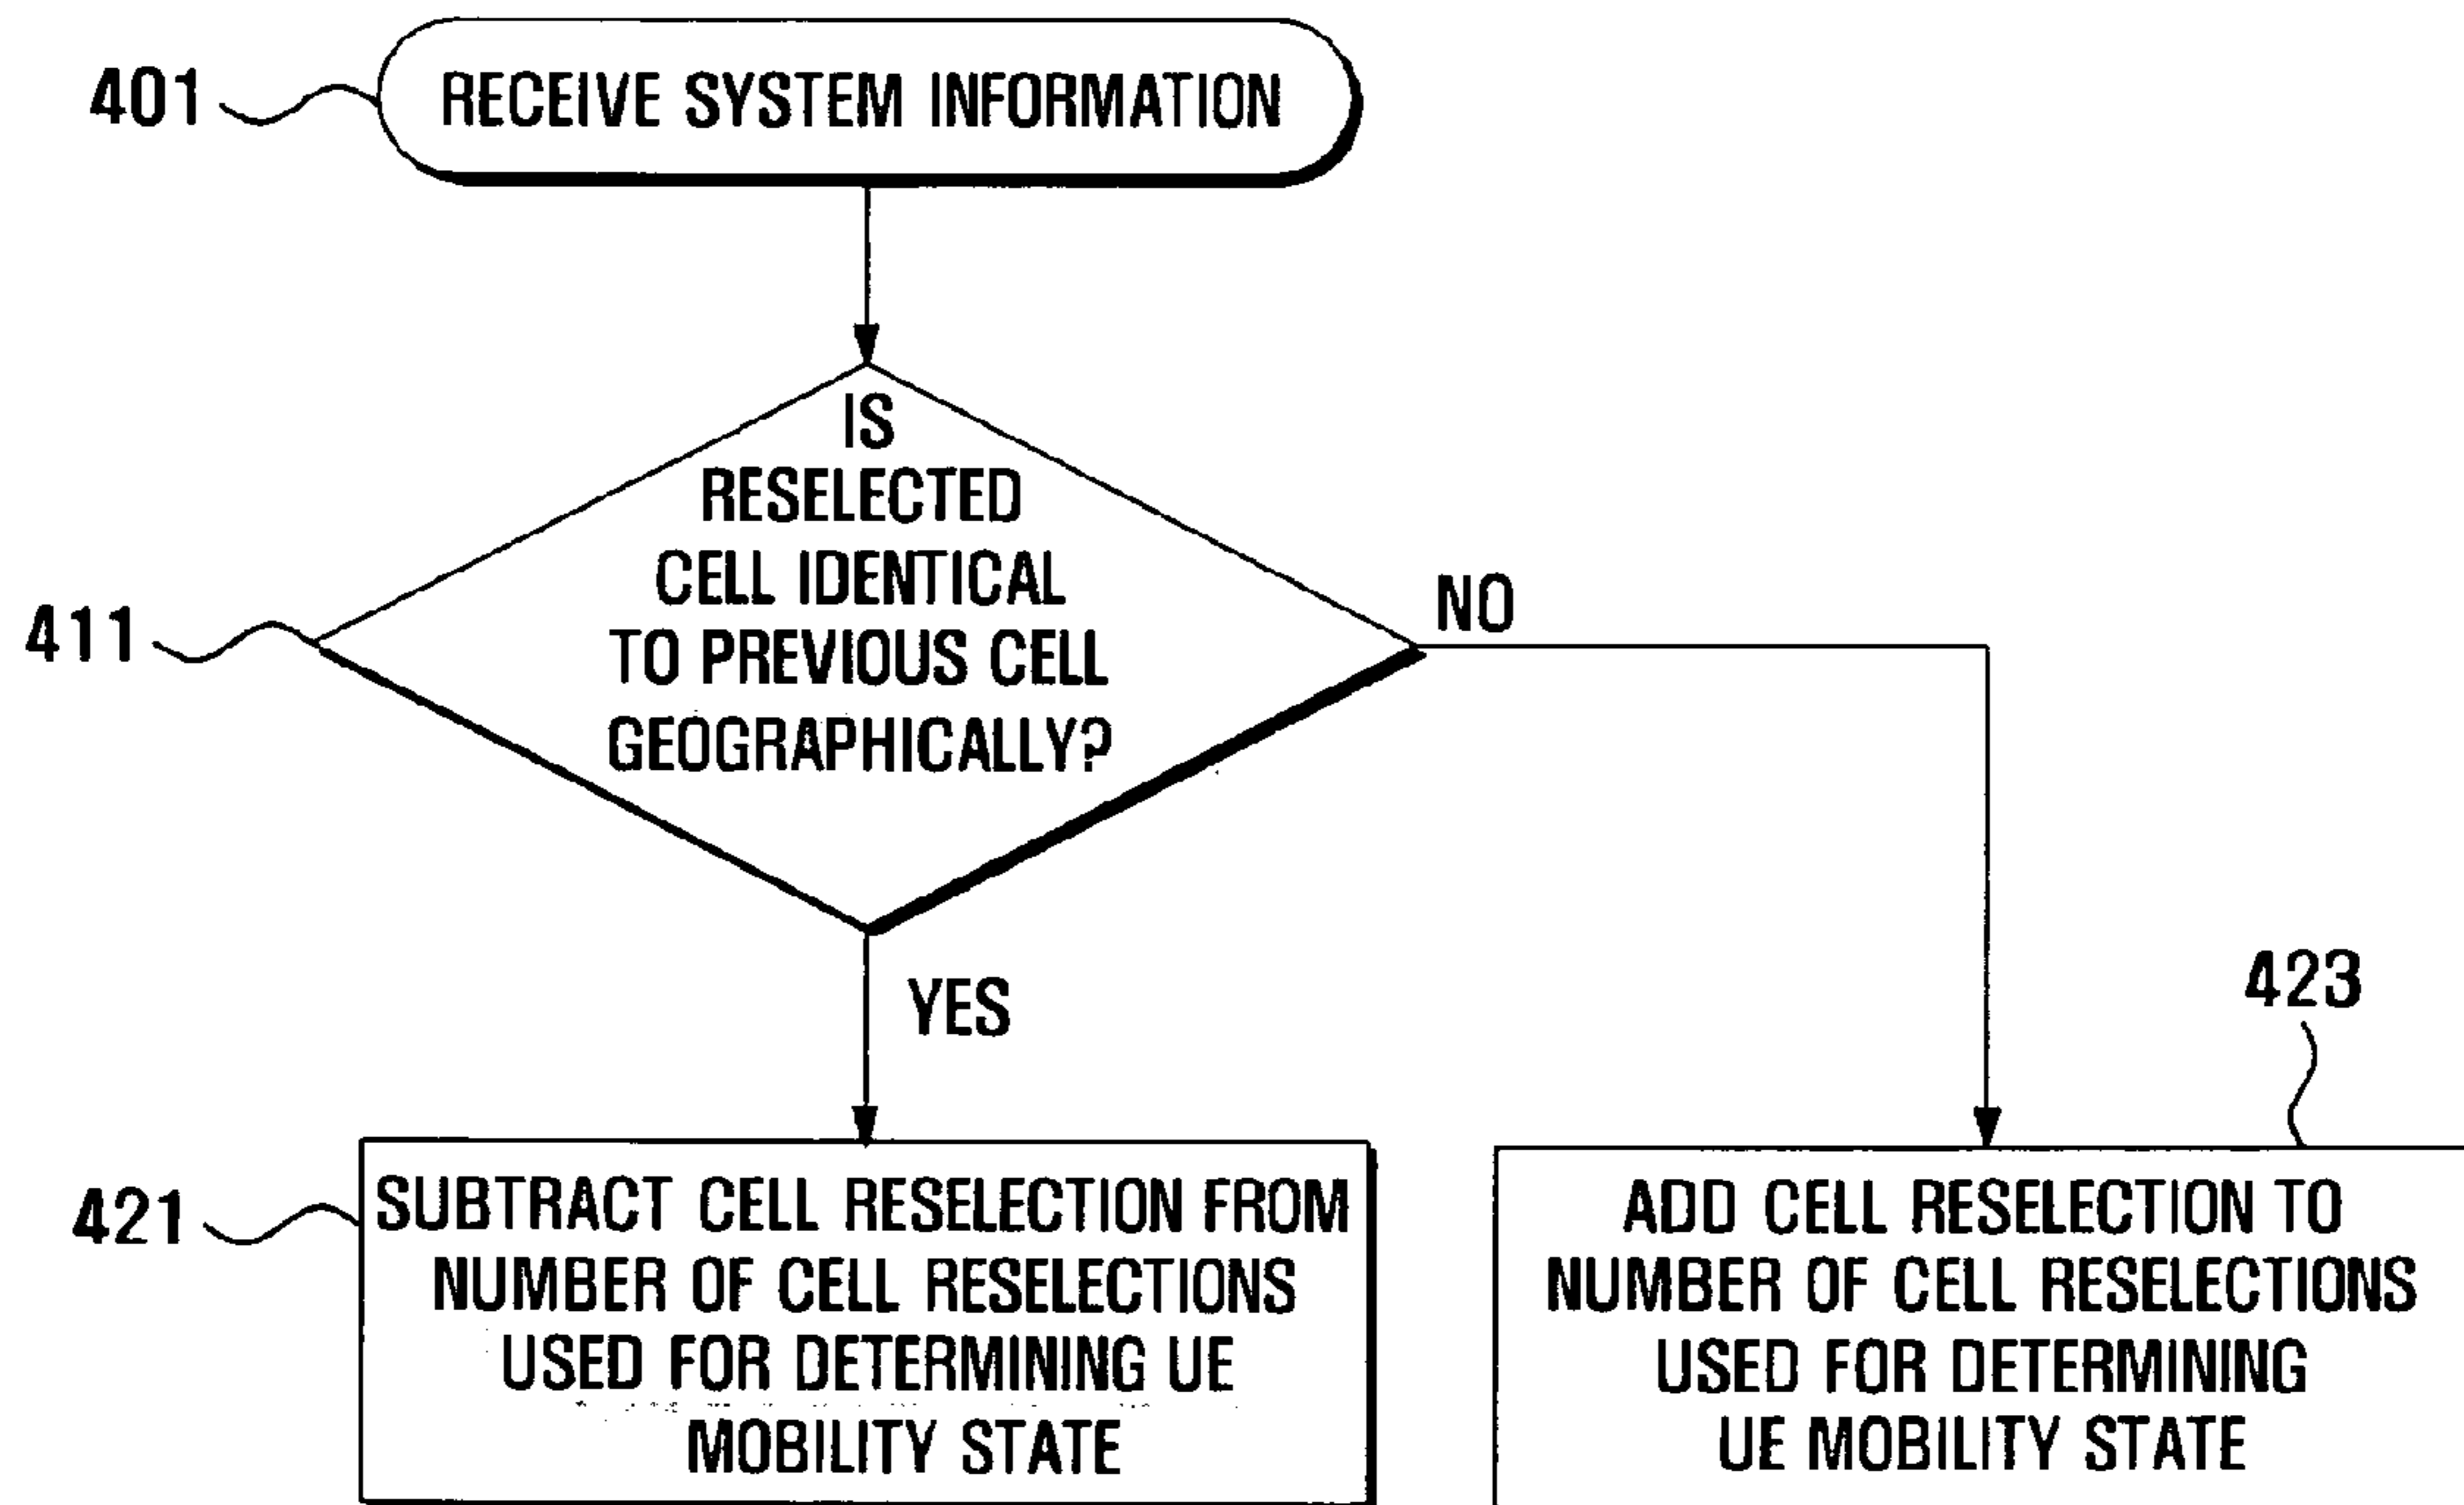 401
RECEIVE SYSTEM INFORMATION
IS
RESELECTED
CELL IDENTICAL
TO PREVIOUS CELL
GEOGRAPHICALLY?
411
NO
YES
423
421
SUBTRACT CELL RESELECTION FROM
NUMBER OF CELL RESELECTIONS
USED FOR DETERMINING UE
MOBILITY STATE
ADD CELL RESELECTION TO
NUMBER OF CELL RESELECTIONS
USED FOR DETERMINING
UE MOBILITY STATE